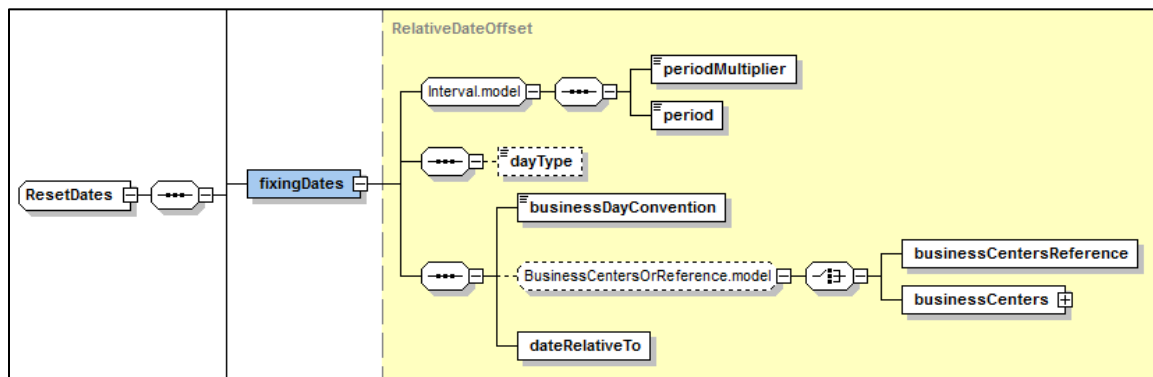 RelativeDateOffset
Interval.model
periodMultiplier
period
dayType
ResetDates
fixingDates
businessDayConvention
BusinessCentersOrReference.model
businessCentersReference
businessCenters
dateRelativeTo